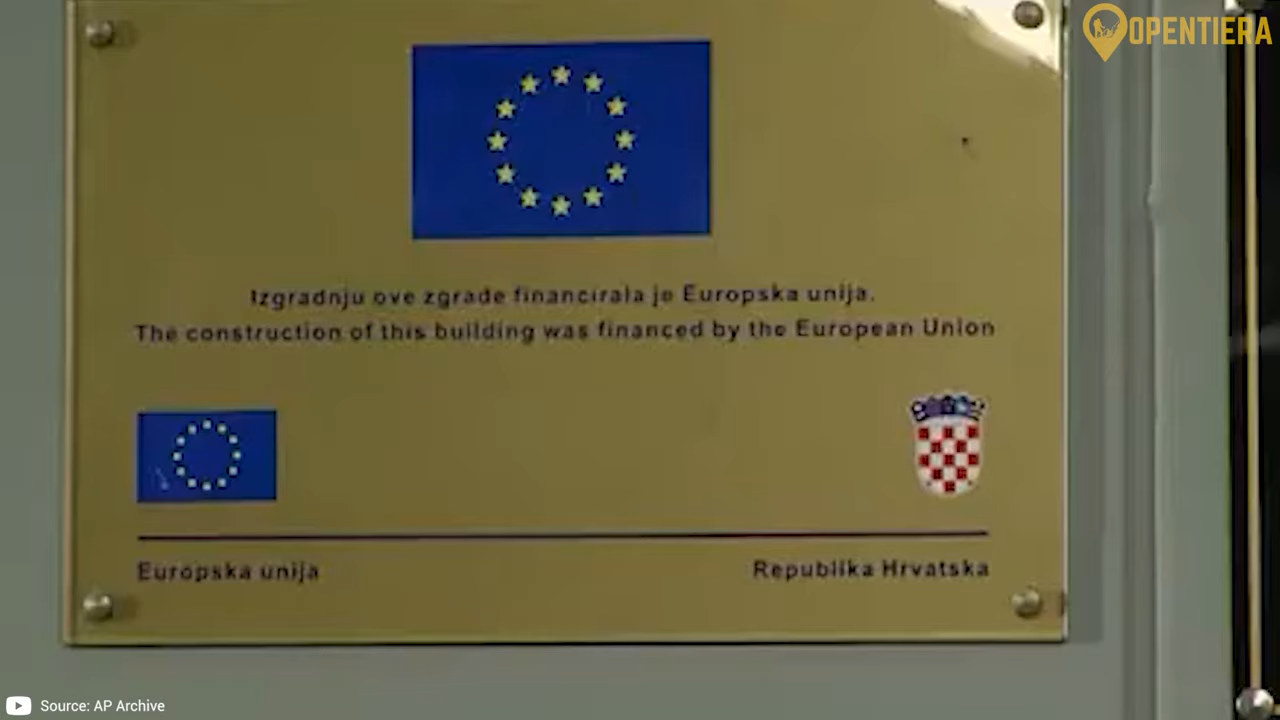 OPENTIERA
Izgradnju ove zgrade financirala je Europska unija.
The construction of this building was financed by the European Union
Europska unija
Republika Hrvatska
Source: AP Archive